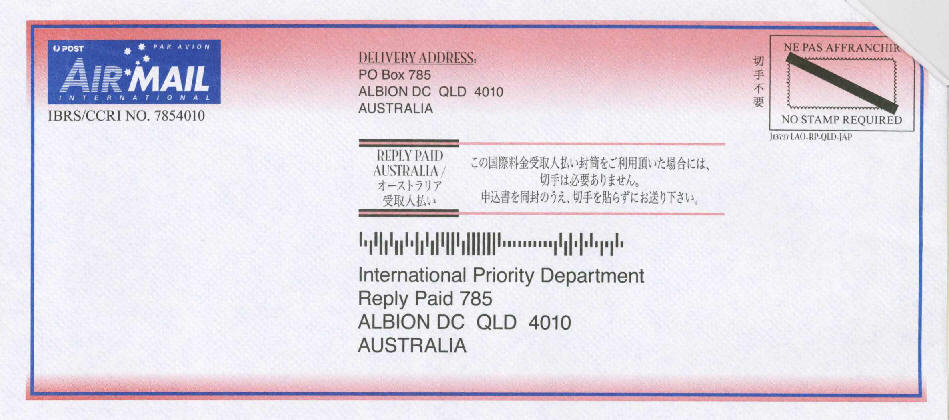 POST PAR AVION
AIR MAIL
INTERNATIONAL
IBRS/CCRI NO. 7854010
DELIVERY ADDRESS:
PO Box 785
ALBION DC QLD 4010
AUSTRALIA
切手不要
NE PAS AFFRANCHIR
NO STAMP REQUIRED
REPLY PAID
AUSTRALIA /
オーストラリア
受取人払い
この国際料金受取人払い封筒をご利用頂いた場合には、
切手は必要ありません。
申込書を同封のうえ、切手を貼らずにお送り下さい。
International Priority Department
Reply Paid 785
ALBION DC QLD 4010
AUSTRALIA